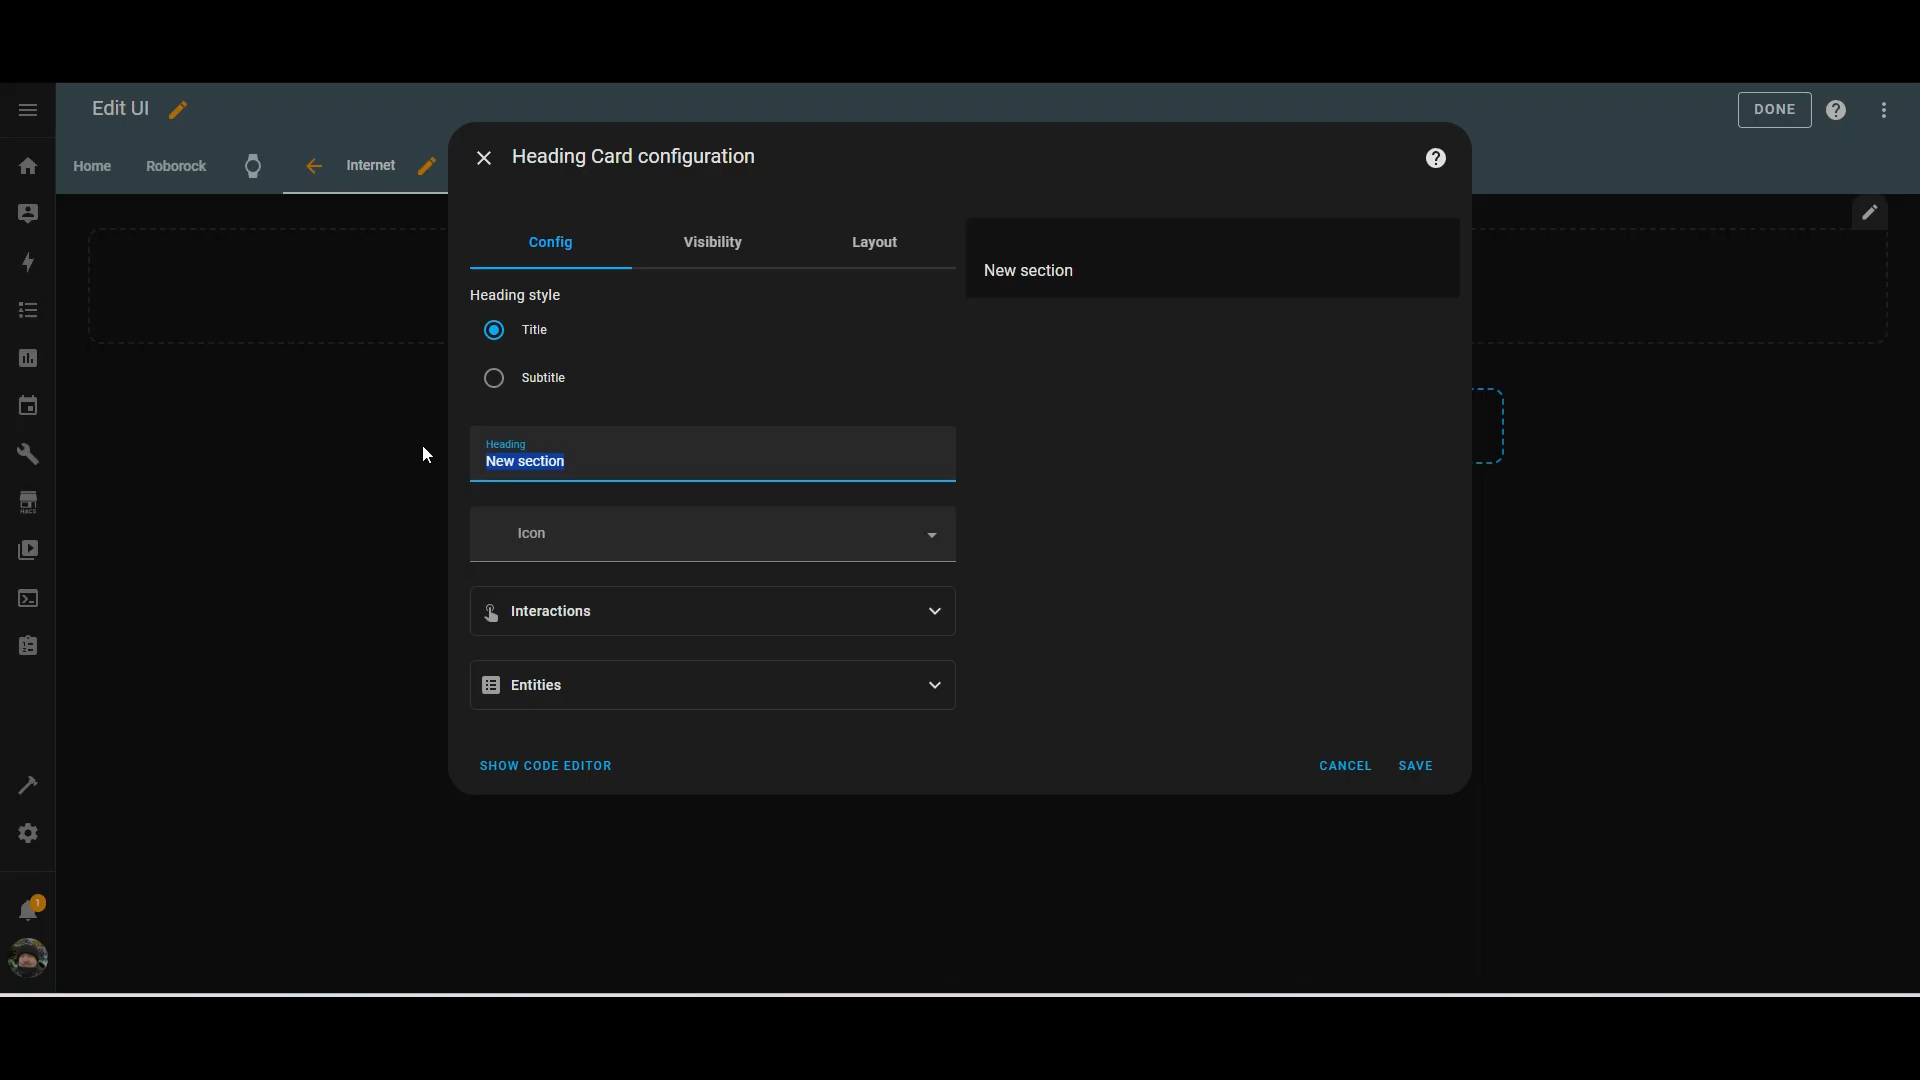 Edit UI
DONE
Home
Roborock
Internet
Heading Card configuration
Config
Visibility
Layout
Heading style
Title
Subtitle
New section
Heading
New section
Icon
Interactions
Entities
SHOW CODE EDITOR
CANCEL
SAVE
HACS
1